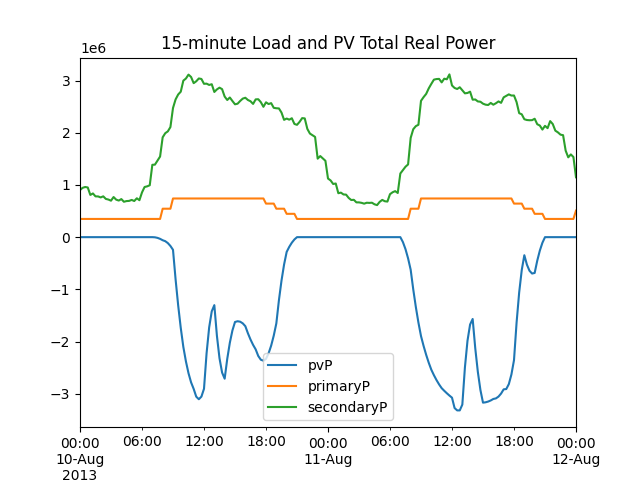 15-minute Load and PV Total Real Power
1e6
3
2
1
0
−1
−2
−3
pvP
primaryP
secondaryP
00:00 06:00 12:00 18:00 00:00 06:00 12:00 18:00 00:00
10-Aug 11-Aug 12-Aug
2013